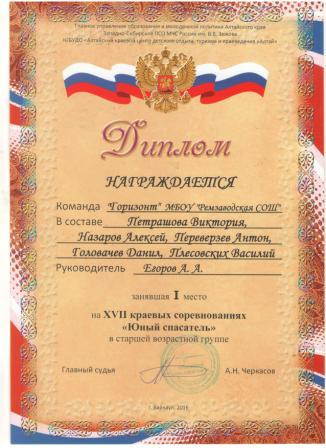 Главное управление образования и молодежной политики Алтайского края
Западно-Сибирский ПСО МЧС России им. В.В. Зюкова
КГБУДО «Алтайский краевой центр детского отдыха, туризма и краеведения «Алтай»
Диплом
НАГРАЖДАЕТСЯ
Команда "Горизонт" МБОУ "Ремзаводская СОШ"
В составе Петрашова Виктория,
Назаров Алексей, Переверзев Антон,
Головачев Данил, Плесовских Василий
Руководитель Егоров А. А.
занявшая I место
на XVII краевых соревнованиях
«Юный спасатель»
в старшей возрастной группе
Главный судья А.Н. Черкасов
г. Барнаул, 2016